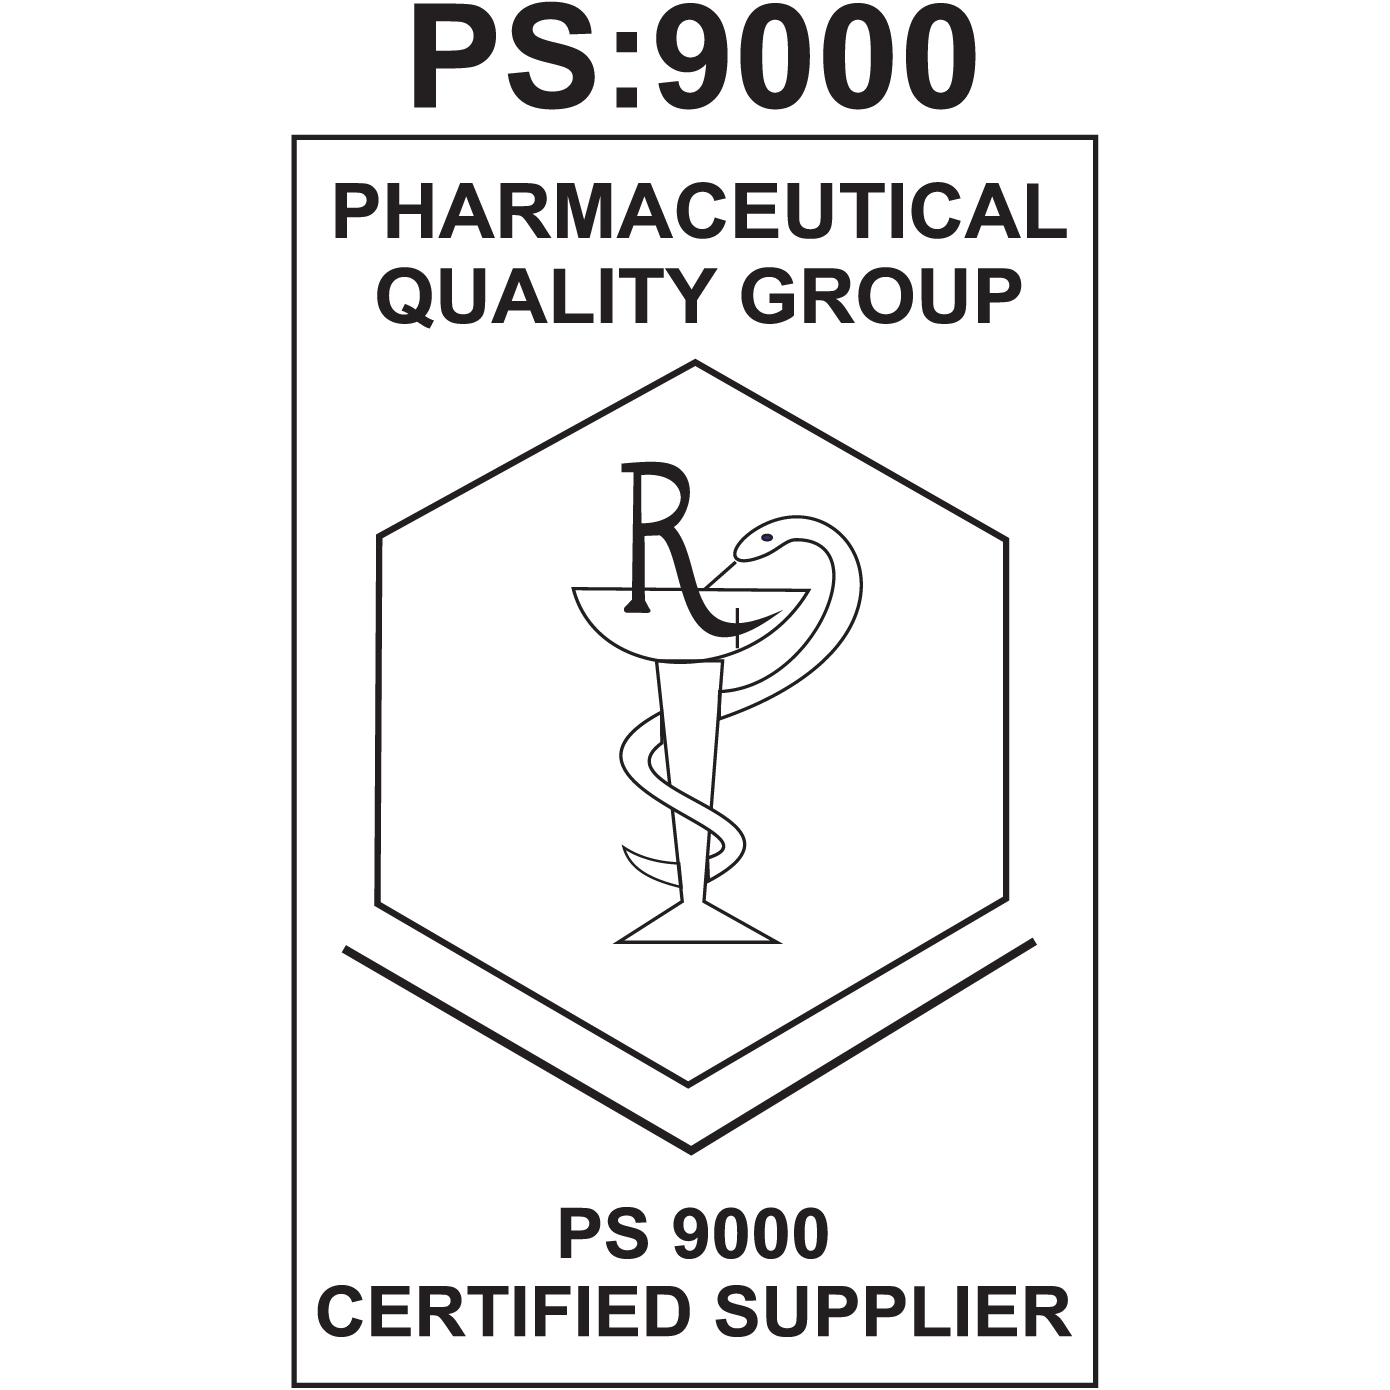 PS:9000
PHARMACEUTICAL
QUALITY GROUP
R
PS 9000
CERTIFIED SUPPLIER